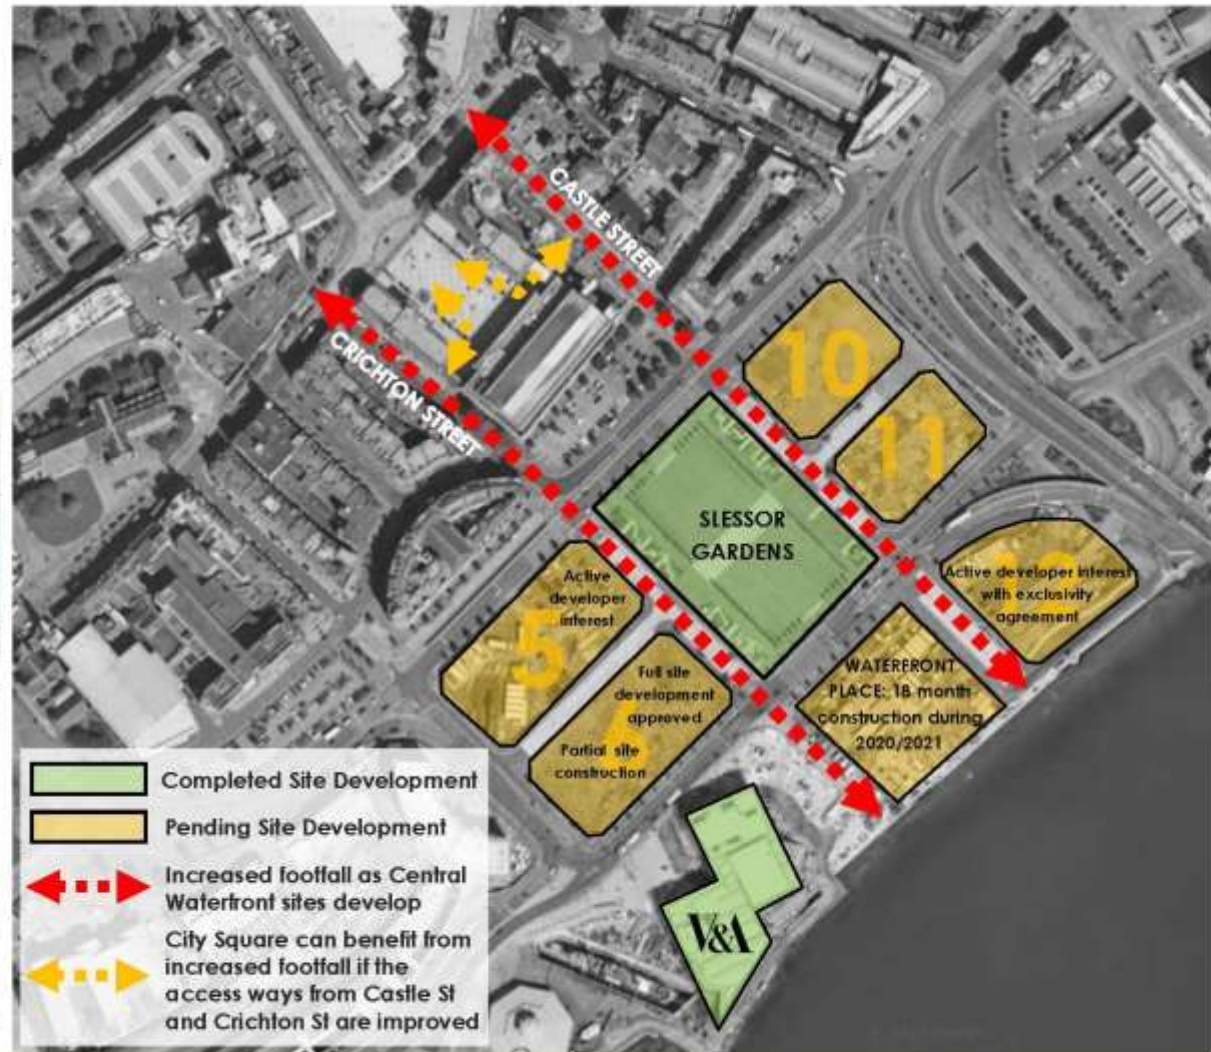 CASTLE STREET
CRICHTON STREET
10
11
SLESSOR
GARDENS
Active
developer
interest
5
12
Active developer interest
with exclusivity
agreement
Full site
development
approved
6
Partial site
construction
WATERFRONT
PLACE: 18 month
construction during
2020/2021
V&A
Completed Site Development
Pending Site Development
Increased footfall as Central
Waterfront sites develop
City Square can benefit from
increased footfall if the
access ways from Castle St
and Crichton St are improved